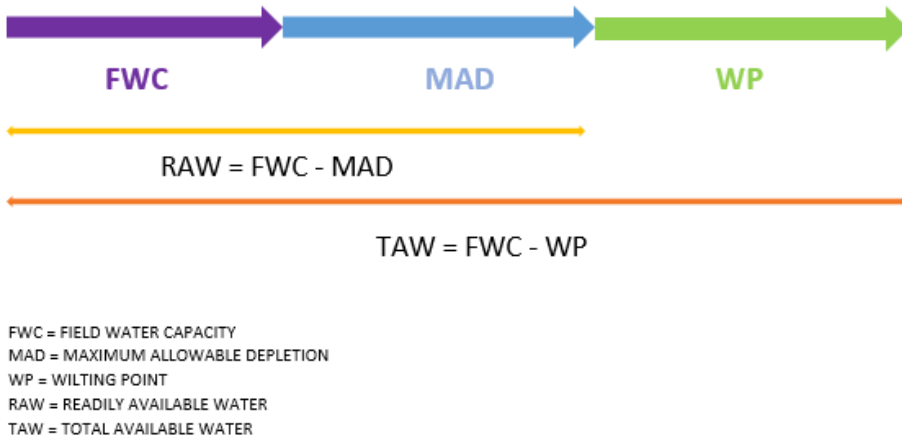 FWC MAD WP
RAW = FWC - MAD
TAW = FWC - WP
FWC = FIELD WATER CAPACITY
MAD = MAXIMUM ALLOWABLE DEPLETION
WP = WILTING POINT
RAW = READILY AVAILABLE WATER
TAW = TOTAL AVAILABLE WATER